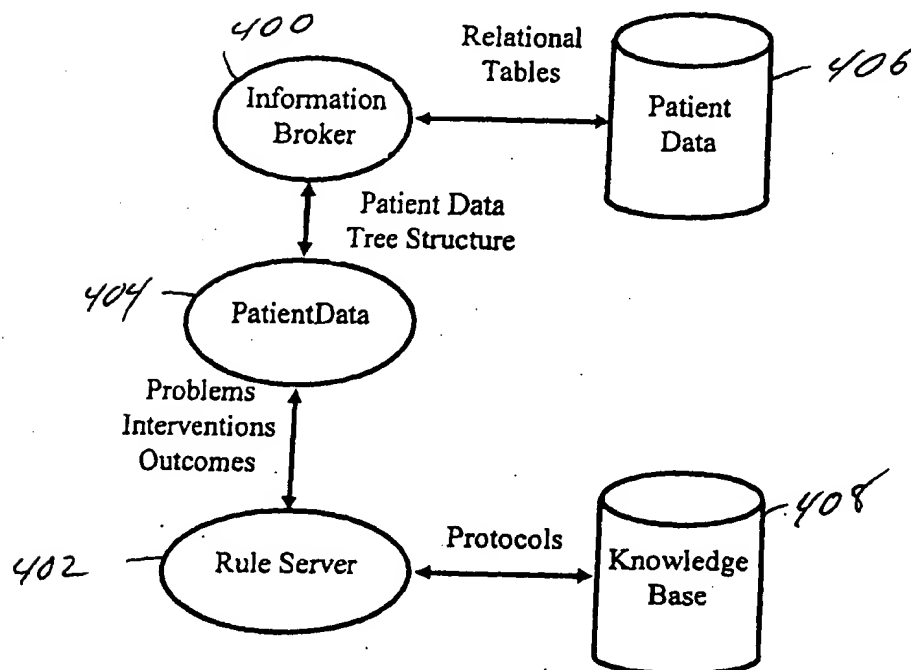 400
Relational
Tables
406
Information
Broker
Patient
Data
Patient Data
Tree Structure
404
PatientData
Problems
Interventions
Outcomes
408
Protocols
402
Rule Server
Knowledge
Base